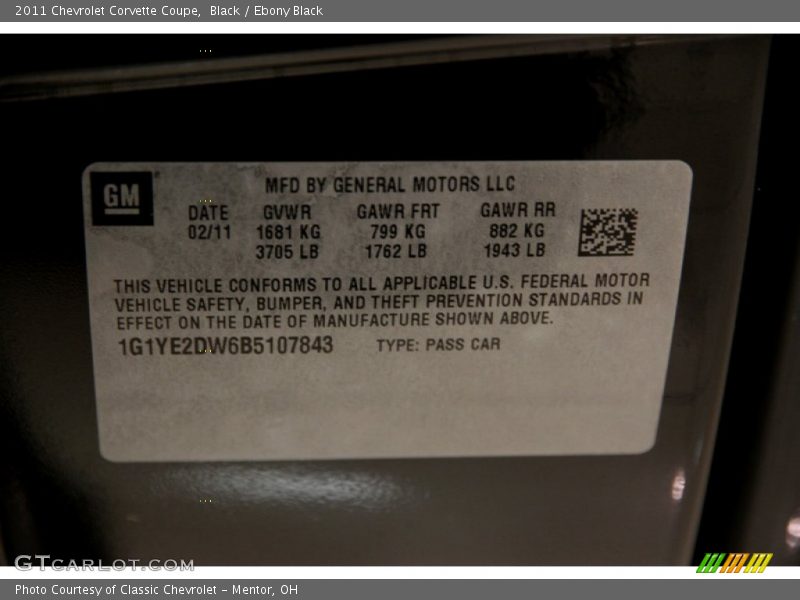 2011 Chevrolet Corvette Coupe,  Black / Ebony Black
GM
MFD BY GENERAL MOTORS LLC
DATE GVWR GAWR FRT GAWR RR
02/11 1681 KG 799 KG 882 KG
3705 LB 1762 LB 1943 LB
THIS VEHICLE CONFORMS TO ALL APPLICABLE U.S. FEDERAL MOTOR
VEHICLE SAFETY, BUMPER, AND THEFT PREVENTION STANDARDS IN
EFFECT ON THE DATE OF MANUFACTURE SHOWN ABOVE.
1G1YE2DW6B5107843 TYPE: PASS CAR
GTCARLOT.COM
Photo Courtesy of Classic Chevrolet - Mentor, OH